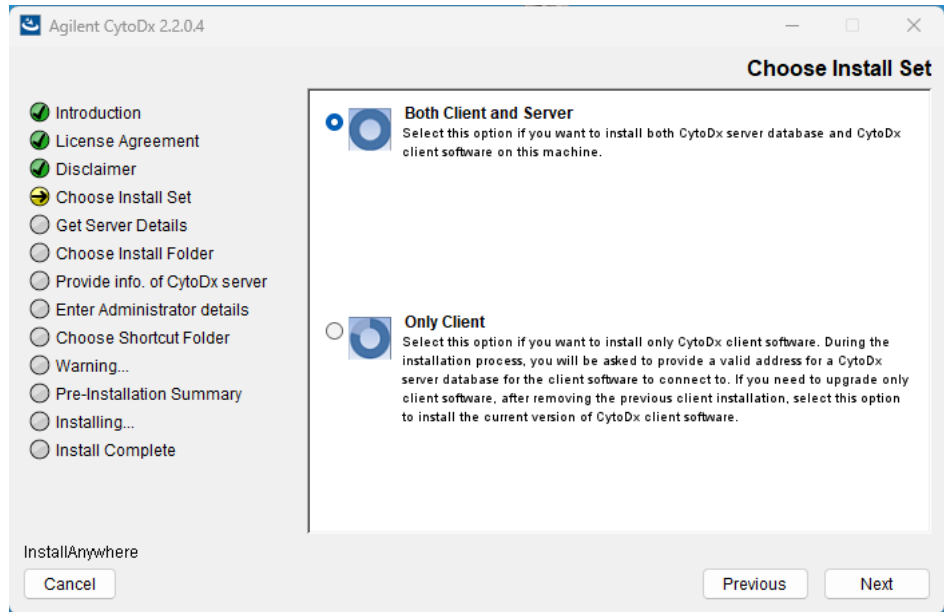 Agilent CytoDx 2.2.0.4
Choose Install Set
Introduction
License Agreement
Disclaimer
Choose Install Set
Get Server Details
Choose Install Folder
Provide info. of CytoDx server
Enter Administrator details
Choose Shortcut Folder
Warning...
Pre-Installation Summary
Installing...
Install Complete
Both Client and Server
Select this option if you want to install both CytoDx server database and CytoDx
client software on this machine.
Only Client
Select this option if you want to install only CytoDx client software. During the
installation process, you will be asked to provide a valid address for a CytoDx
server database for the client software to connect to. If you need to upgrade only
client software, after removing the previous client installation, select this option
to install the current version of CytoDx client software.
InstallAnywhere
Cancel
Previous
Next